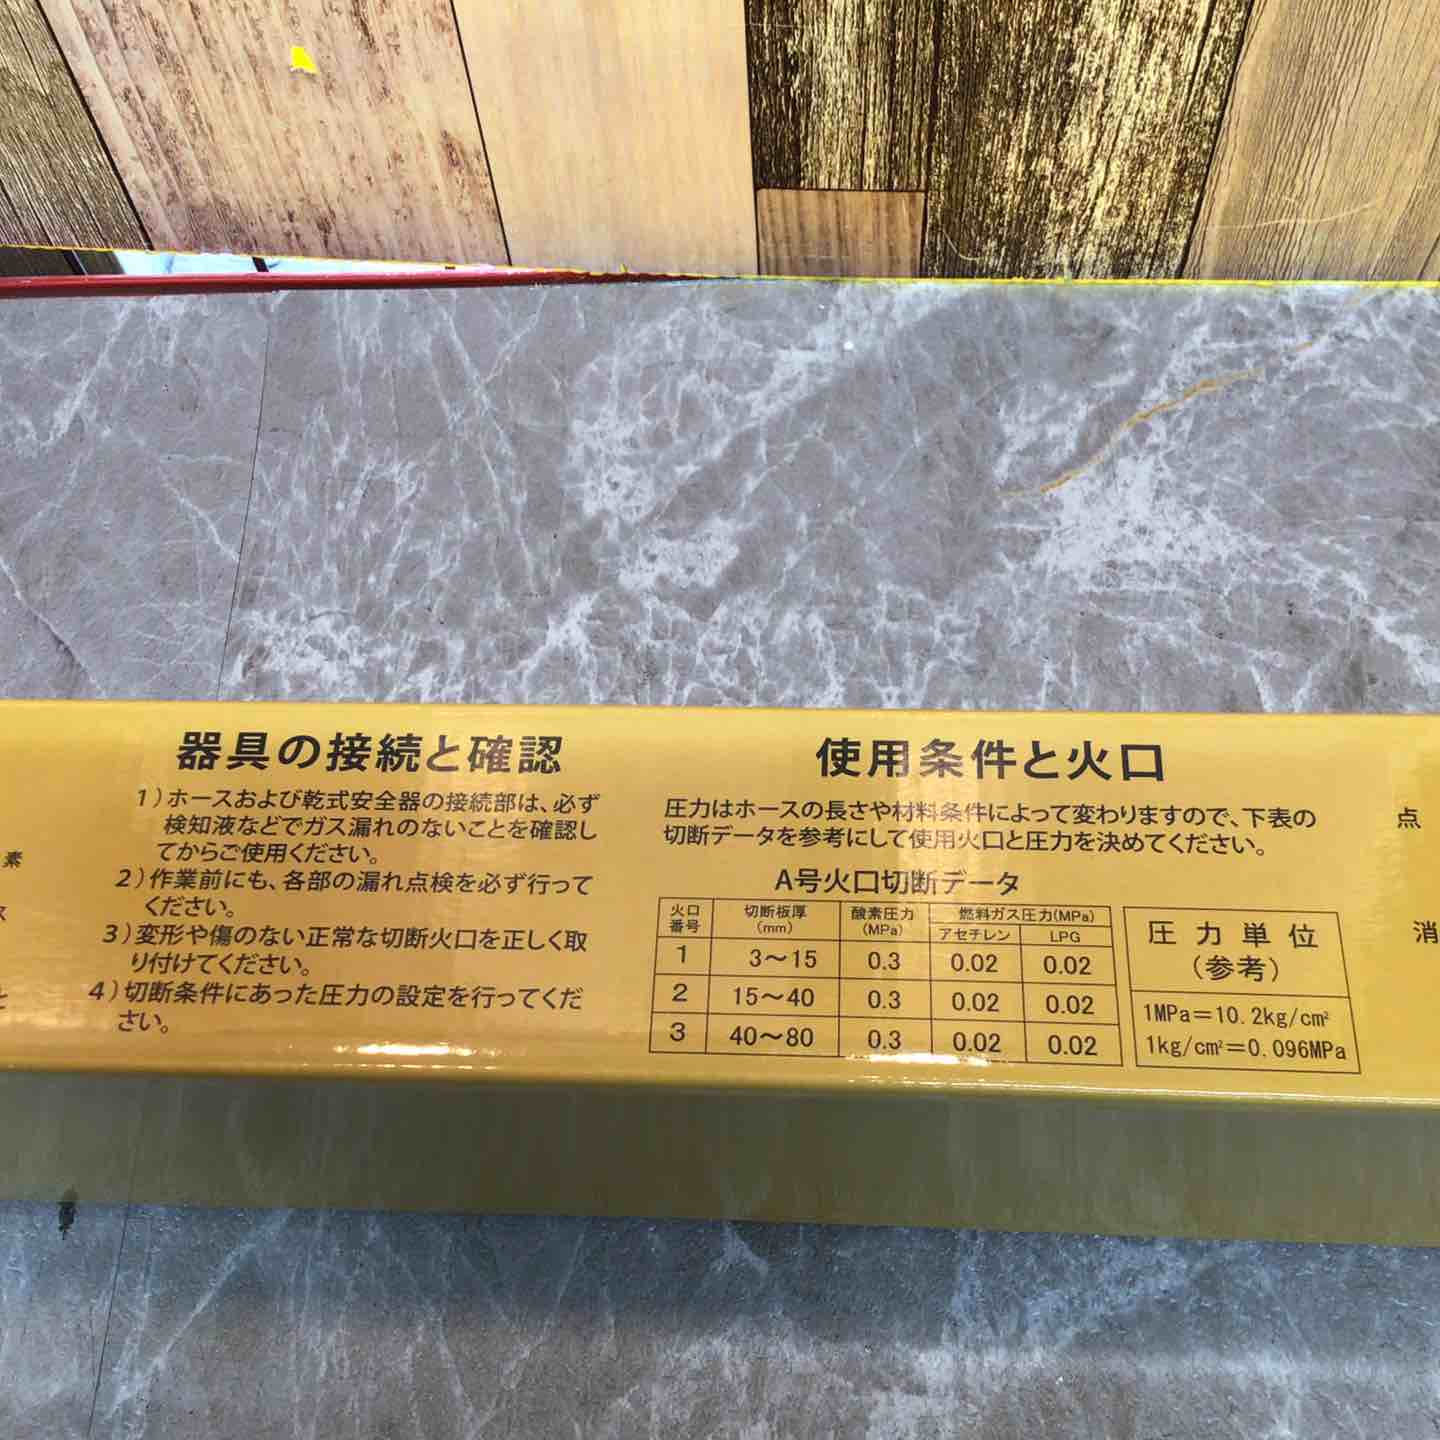 器具の接続と確認
1）ホースおよび乾式安全器の接続部は、必ず
検知液などでガス漏れのないことを確認し
てからご使用ください。
2）作業前にも、各部の漏れ点検を必ず行って
ください。
3）変形や傷のない正常な切断火口を正しく取
り付けてください。
4）切断条件にあった圧力の設定を行ってくだ
さい。
使用条件と火口
圧力はホースの長さや材料条件によって変わりますので、下表の
切断データを参考にして使用火口と圧力を決めてください。
A号火口切断データ
火口番号 切断板厚(mm) 酸素圧力(MPa) 燃料ガス圧力(MPa)
アセチレン LPG
1 3～15 0.3 0.02 0.02
2 15～40 0.3 0.02 0.02
3 40～80 0.3 0.02 0.02
圧力単位
（参考）
1MPa＝10.2kg/c㎡
1kg/c㎡＝0.096MPa
素
ス
と
点
消